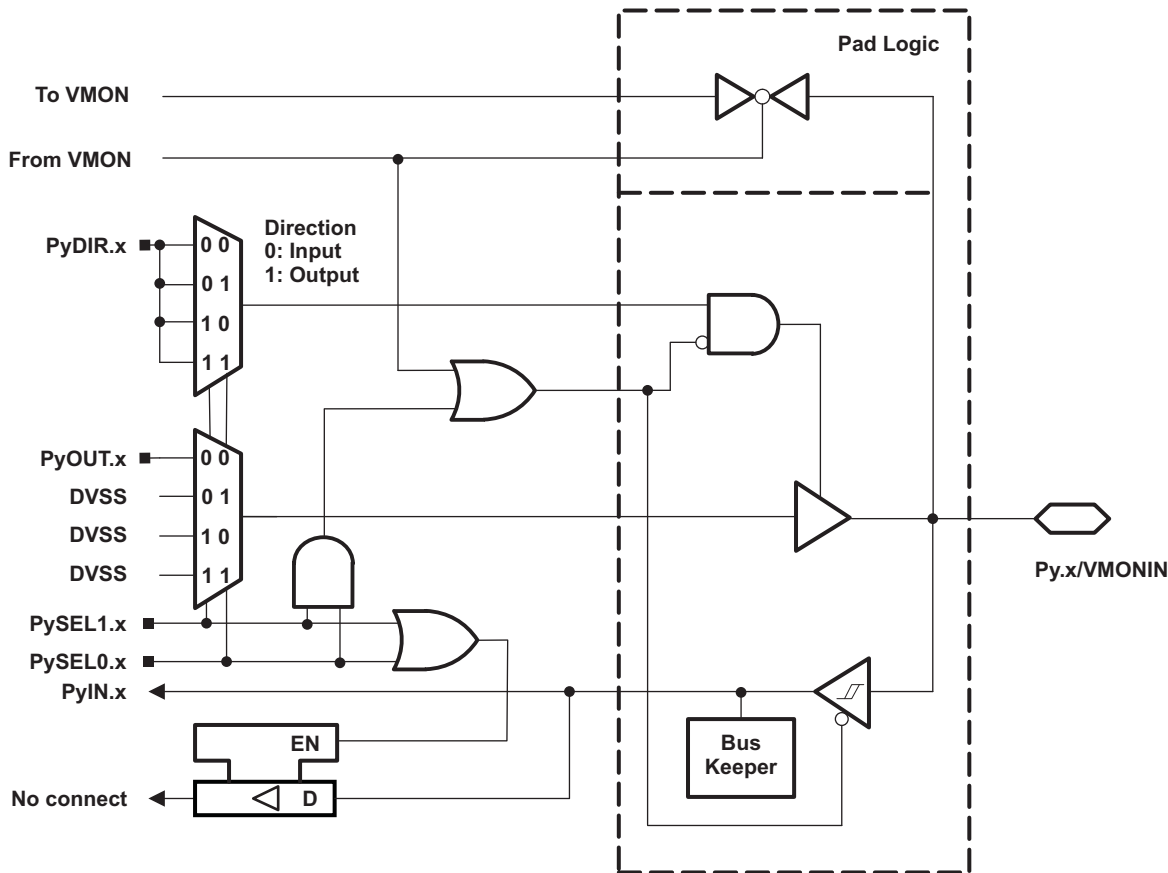 Pad Logic
To VMON
From VMON
PyDIR.x
Direction
0: Input
1: Output
0 0
0 1
1 0
1 1
PyOUT.x
DVSS
DVSS
DVSS
0 0
0 1
1 0
1 1
Py.x/VMONIN
PySEL1.x
PySEL0.x
PyIN.x
EN
Bus
Keeper
No connect
D